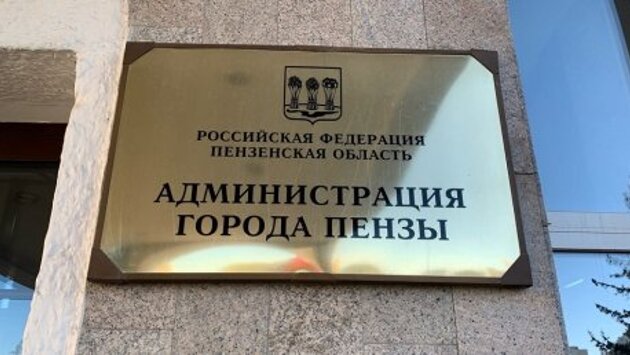 РОССИЙСКАЯ ФЕДЕРАЦИЯ
ПЕНЗЕНСКАЯ ОБЛАСТЬ
АДМИНИСТРАЦИЯ
ГОРОДА ПЕНЗЫ